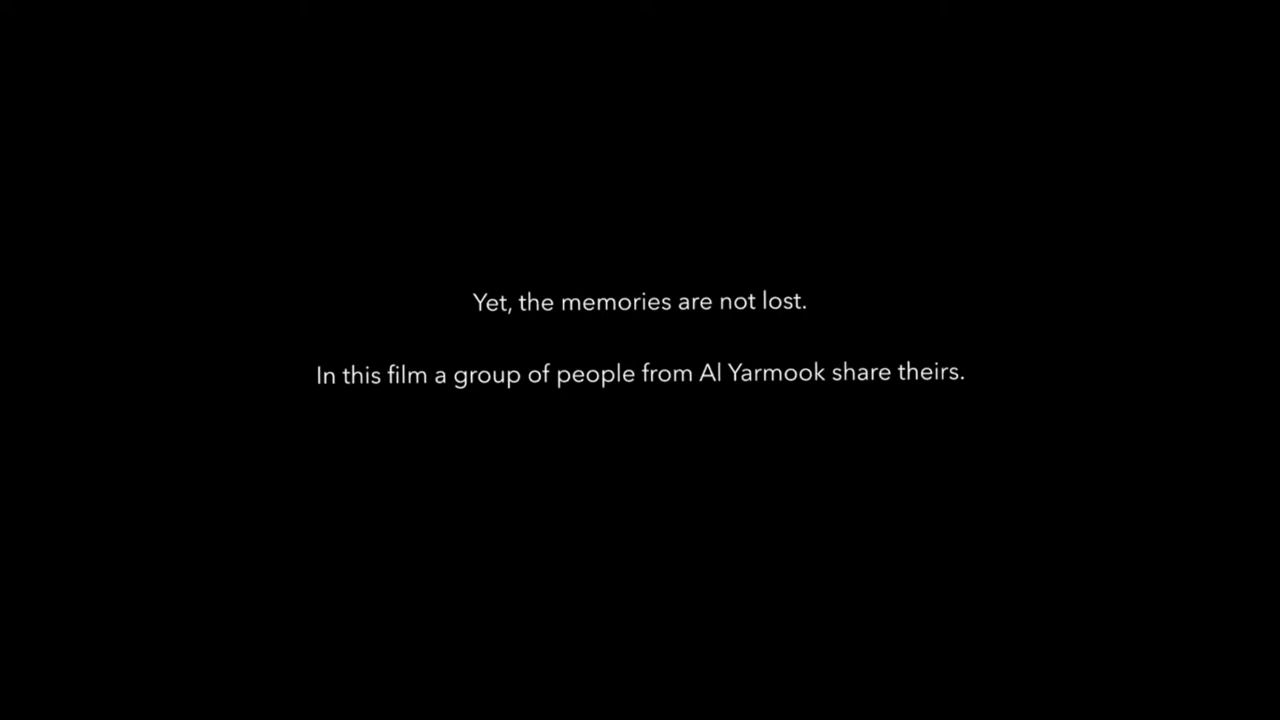 Yet, the memories are not lost.
In this film a group of people from Al Yarmook share theirs.